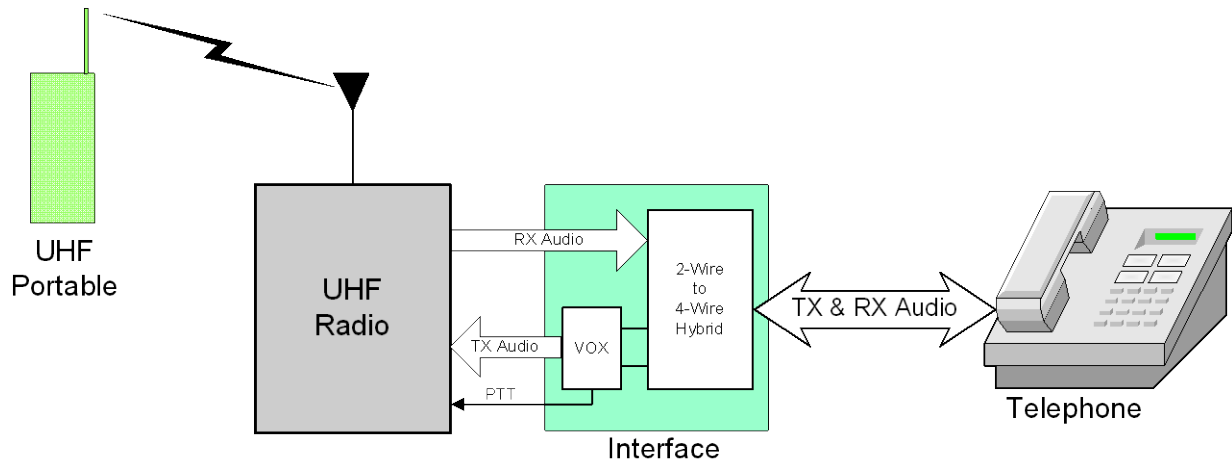 UHF
Portable
UHF
Radio
RX Audio
TX Audio
PTT
VOX
2-Wire
to
4-Wire
Hybrid
Interface
TX & RX Audio
Telephone